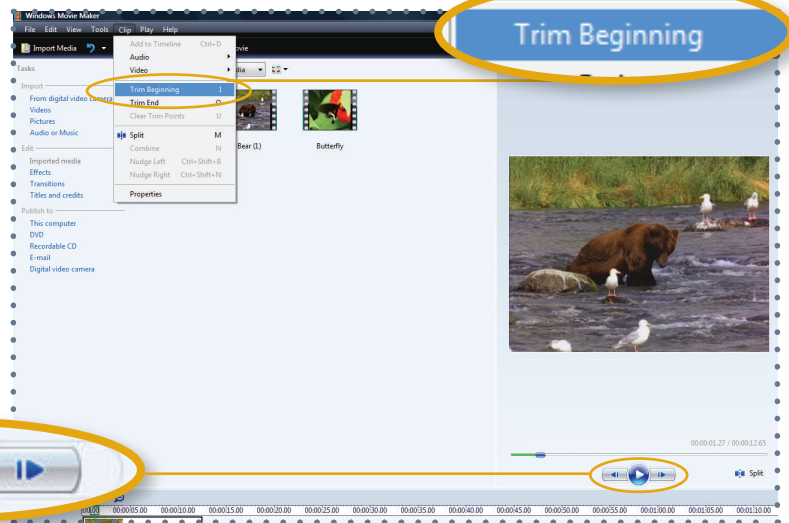 Windows Movie Maker
File Edit View Tools Clip Play Help
Import Media
Trim Beginning
Add to Timeline Ctrl+D
Audio
Video
Trim Beginning I
Trim End O
Clear Trim Points U
Split M
Combine N
Nudge Left Ctrl+Shift+B
Nudge Right Ctrl+Shift+N
Properties
Tasks
Import
From digital video camera
Videos
Pictures
Audio or Music
Edit
Imported media
Effects
Transitions
Titles and credits
Publish to
This computer
DVD
Recordable CD
E-mail
Digital video camera
Bear (1) Butterfly
00:00:01.27 / 00:00:12.65
Split
00:00:05.00 00:00:10.00 00:00:15.00 00:00:20.00 00:00:25.00 00:00:30.00 00:00:35.00 00:00:40.00 00:00:45.00 00:00:50.00 00:00:55.00 00:01:00.00 00:01:05.00 00:01:10.00